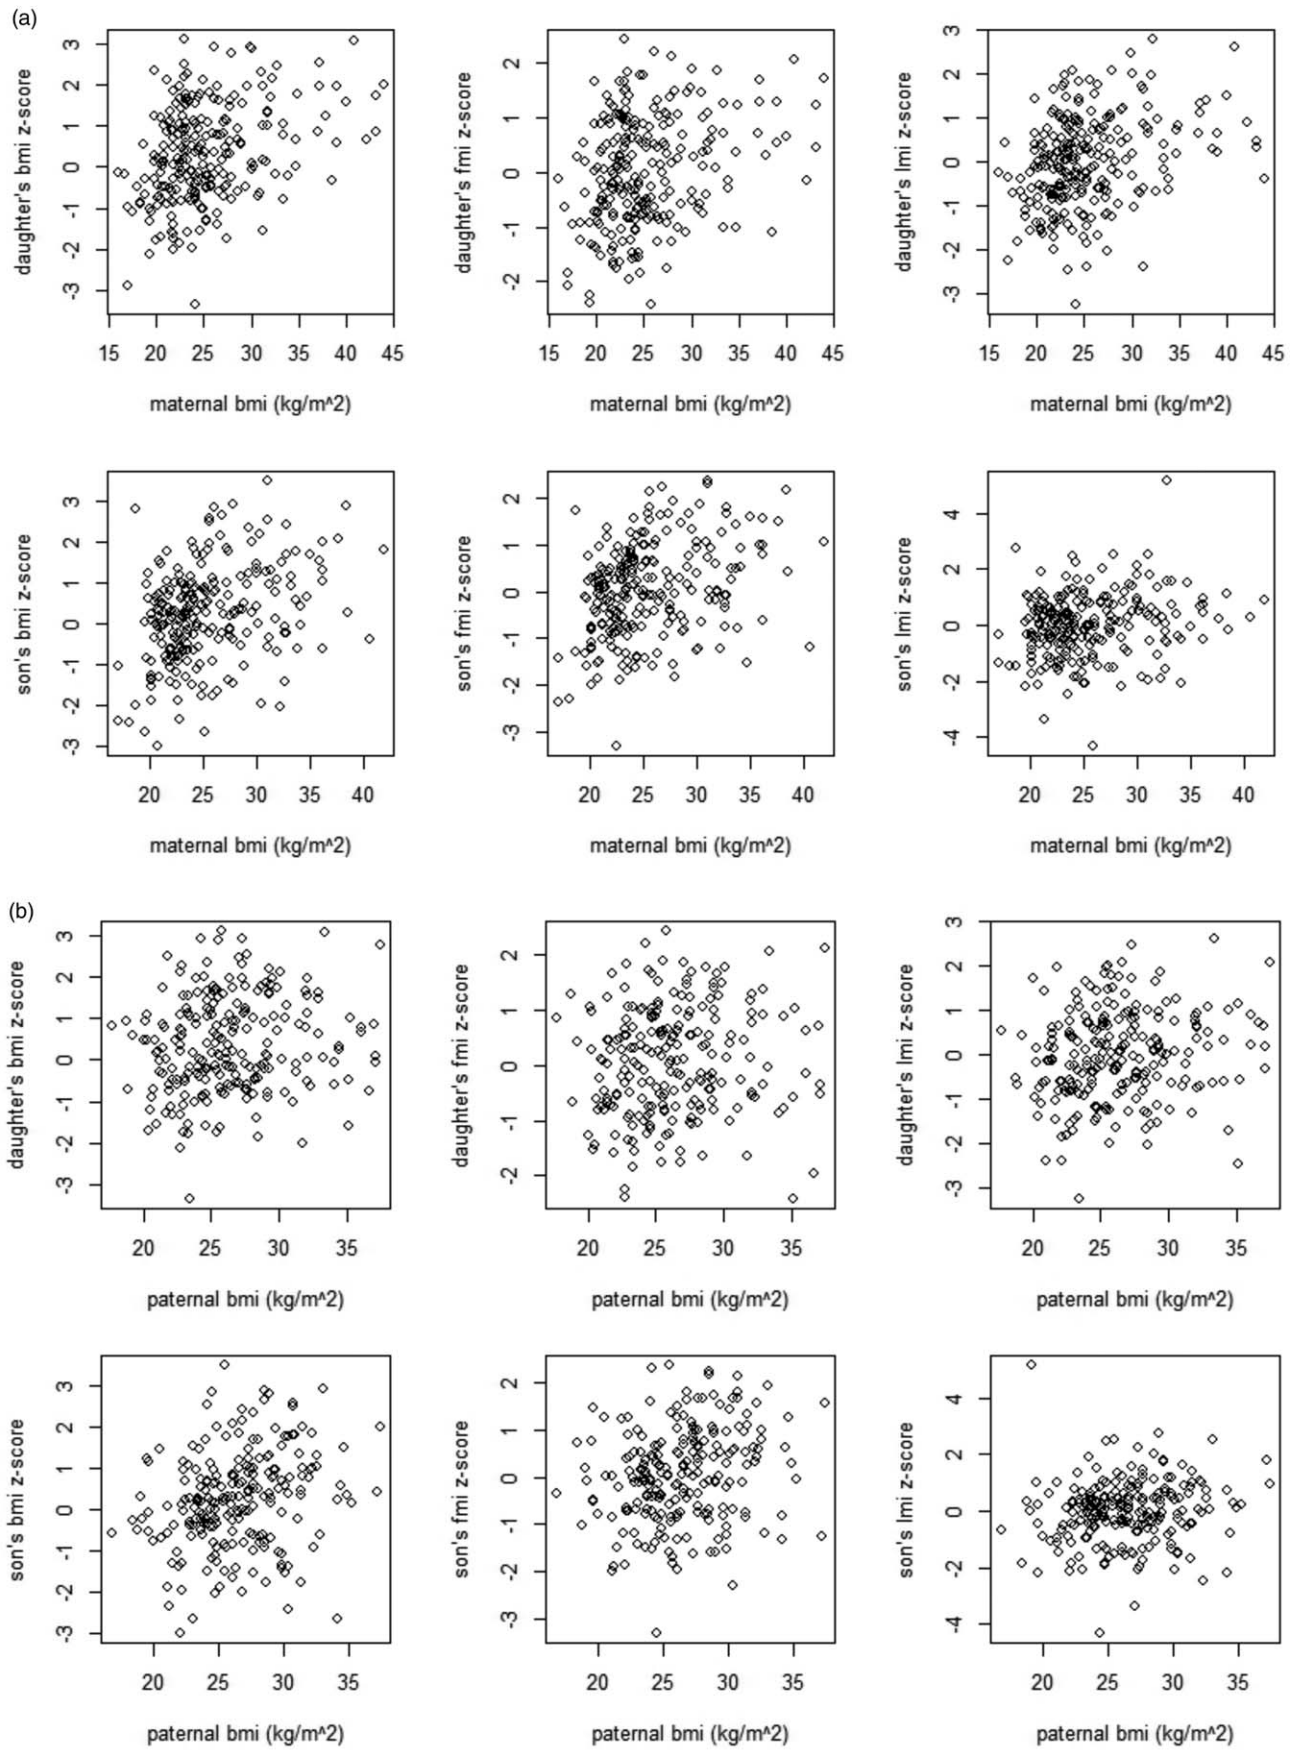 (a)
daughter's bmi z-score
3
2
1
0
-1
-2
-3
15 20 25 30 35 40 45
maternal bmi (kg/m^2)
daughter's fmi z-score
2
1
0
-1
-2
15 20 25 30 35 40 45
maternal bmi (kg/m^2)
daughter's lmi z-score
3
2
1
0
-1
-2
-3
15 20 25 30 35 40 45
maternal bmi (kg/m^2)
son's bmi z-score
3
2
1
0
-1
-2
-3
20 25 30 35 40
maternal bmi (kg/m^2)
son's fmi z-score
2
1
0
-1
-2
-3
20 25 30 35 40
maternal bmi (kg/m^2)
son's lmi z-score
4
2
0
-2
-4
20 25 30 35 40
maternal bmi (kg/m^2)
(b)
daughter's bmi z-score
3
2
1
0
-1
-2
-3
20 25 30 35
paternal bmi (kg/m^2)
daughter's fmi z-score
2
1
0
-1
-2
20 25 30 35
paternal bmi (kg/m^2)
daughter's lmi z-score
3
2
1
0
-1
-2
-3
20 25 30 35
paternal bmi (kg/m^2)
son's bmi z-score
3
2
1
0
-1
-2
-3
20 25 30 35
paternal bmi (kg/m^2)
son's fmi z-score
2
1
0
-1
-2
-3
20 25 30 35
paternal bmi (kg/m^2)
son's lmi z-score
4
2
0
-2
-4
20 25 30 35
paternal bmi (kg/m^2)